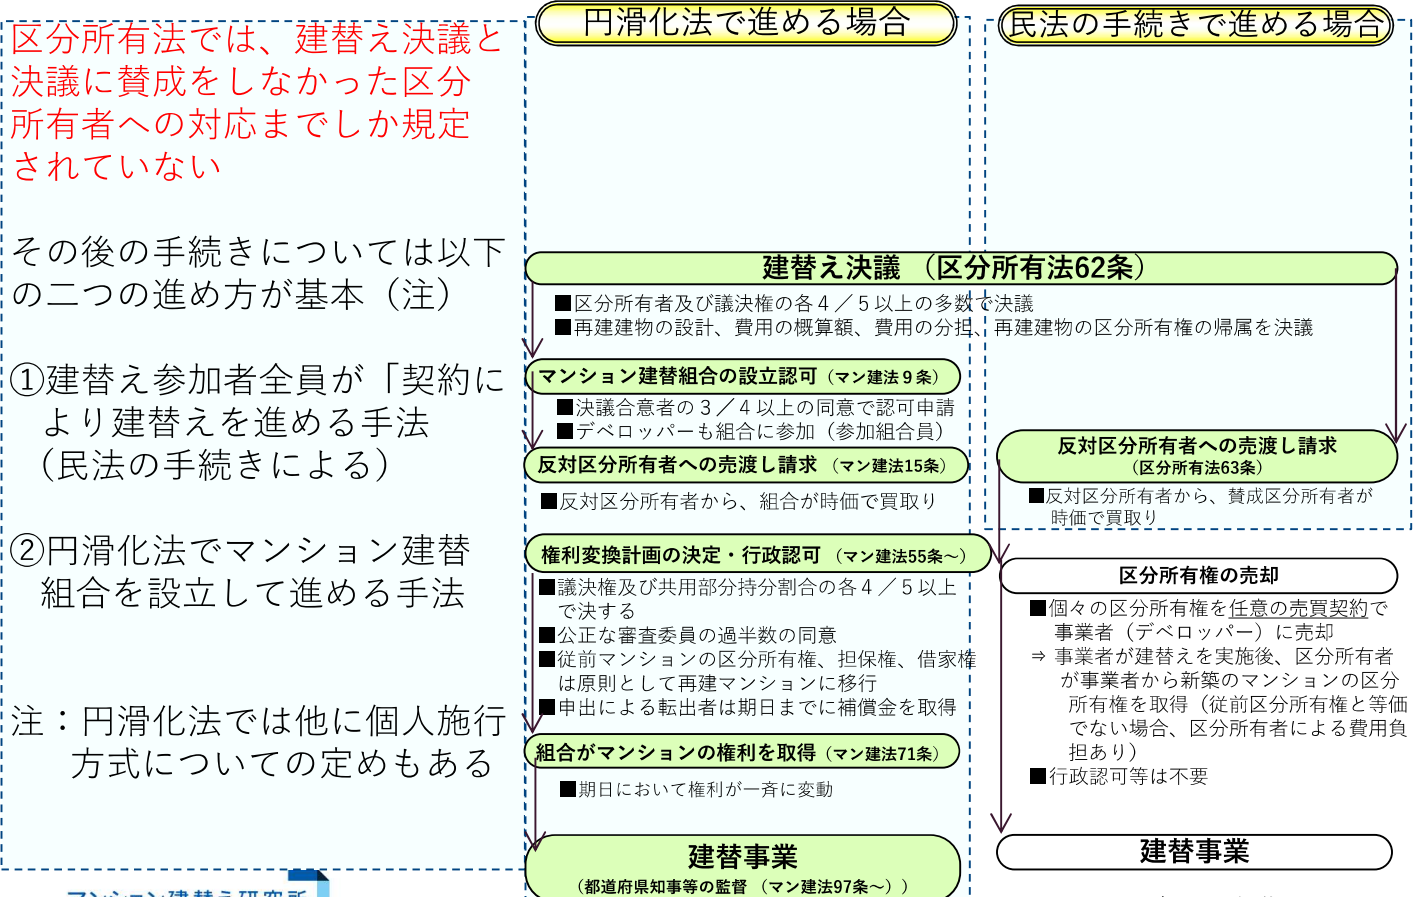 区分所有法では、建替え決議と
決議に賛成をしなかった区分
所有者への対応までしか規定
されていない
その後の手続きについては以下
の二つの進め方が基本（注）
①建替え参加者全員が「契約に
より建替えを進める手法
（民法の手続きによる）
②円滑化法でマンション建替
組合を設立して進める手法
注：円滑化法では他に個人施行
方式についての定めもある
マンション建替え研究所
円滑化法で進める場合
民法の手続きで進める場合
建替え決議 （区分所有法62条）
■区分所有者及び議決権の各４／５以上の多数で決議
■再建建物の設計、費用の概算額、費用の分担、再建建物の区分所有権の帰属を決議
マンション建替組合の設立認可（マン建法９条）
■決議合意者の３／４以上の同意で認可申請
■デベロッパーも組合に参加（参加組合員）
反対区分所有者への売渡し請求 （マン建法15条）
■反対区分所有者から、組合が時価で買取り
権利変換計画の決定・行政認可 （マン建法55条～）
■議決権及び共用部分持分割合の各４／５以上
で決する
■公正な審査委員の過半数の同意
■従前マンションの区分所有権、担保権、借家権
は原則として再建マンションに移行
■申出による転出者は期日までに補償金を取得
組合がマンションの権利を取得（マン建法71条）
■期日において権利が一斉に変動
建替事業
（都道府県知事等の監督 （マン建法97条～））
反対区分所有者への売渡し請求
（区分所有法63条）
■反対区分所有者から、賛成区分所有者が
時価で買取り
区分所有権の売却
■個々の区分所有権を任意の売買契約で
事業者（デベロッパー）に売却
⇒ 事業者が建替えを実施後、区分所有者
が事業者から新築のマンションの区分
所有権を取得（従前区分所有権と等価
でない場合、区分所有者による費用負
担あり）
■行政認可等は不要
建替事業